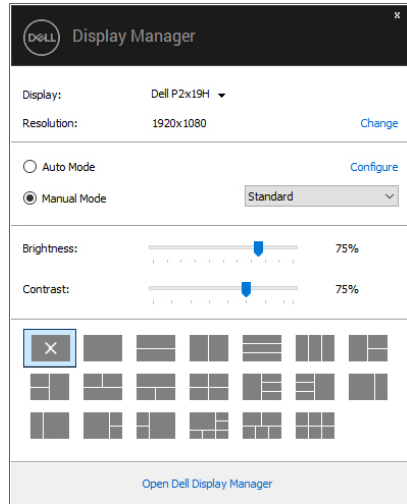 x
DELL Display Manager
Display: Dell P2x19H
Resolution: 1920x1080 Change
Auto Mode Configure
Manual Mode Standard
Brightness: 75%
Contrast: 75%
Open Dell Display Manager